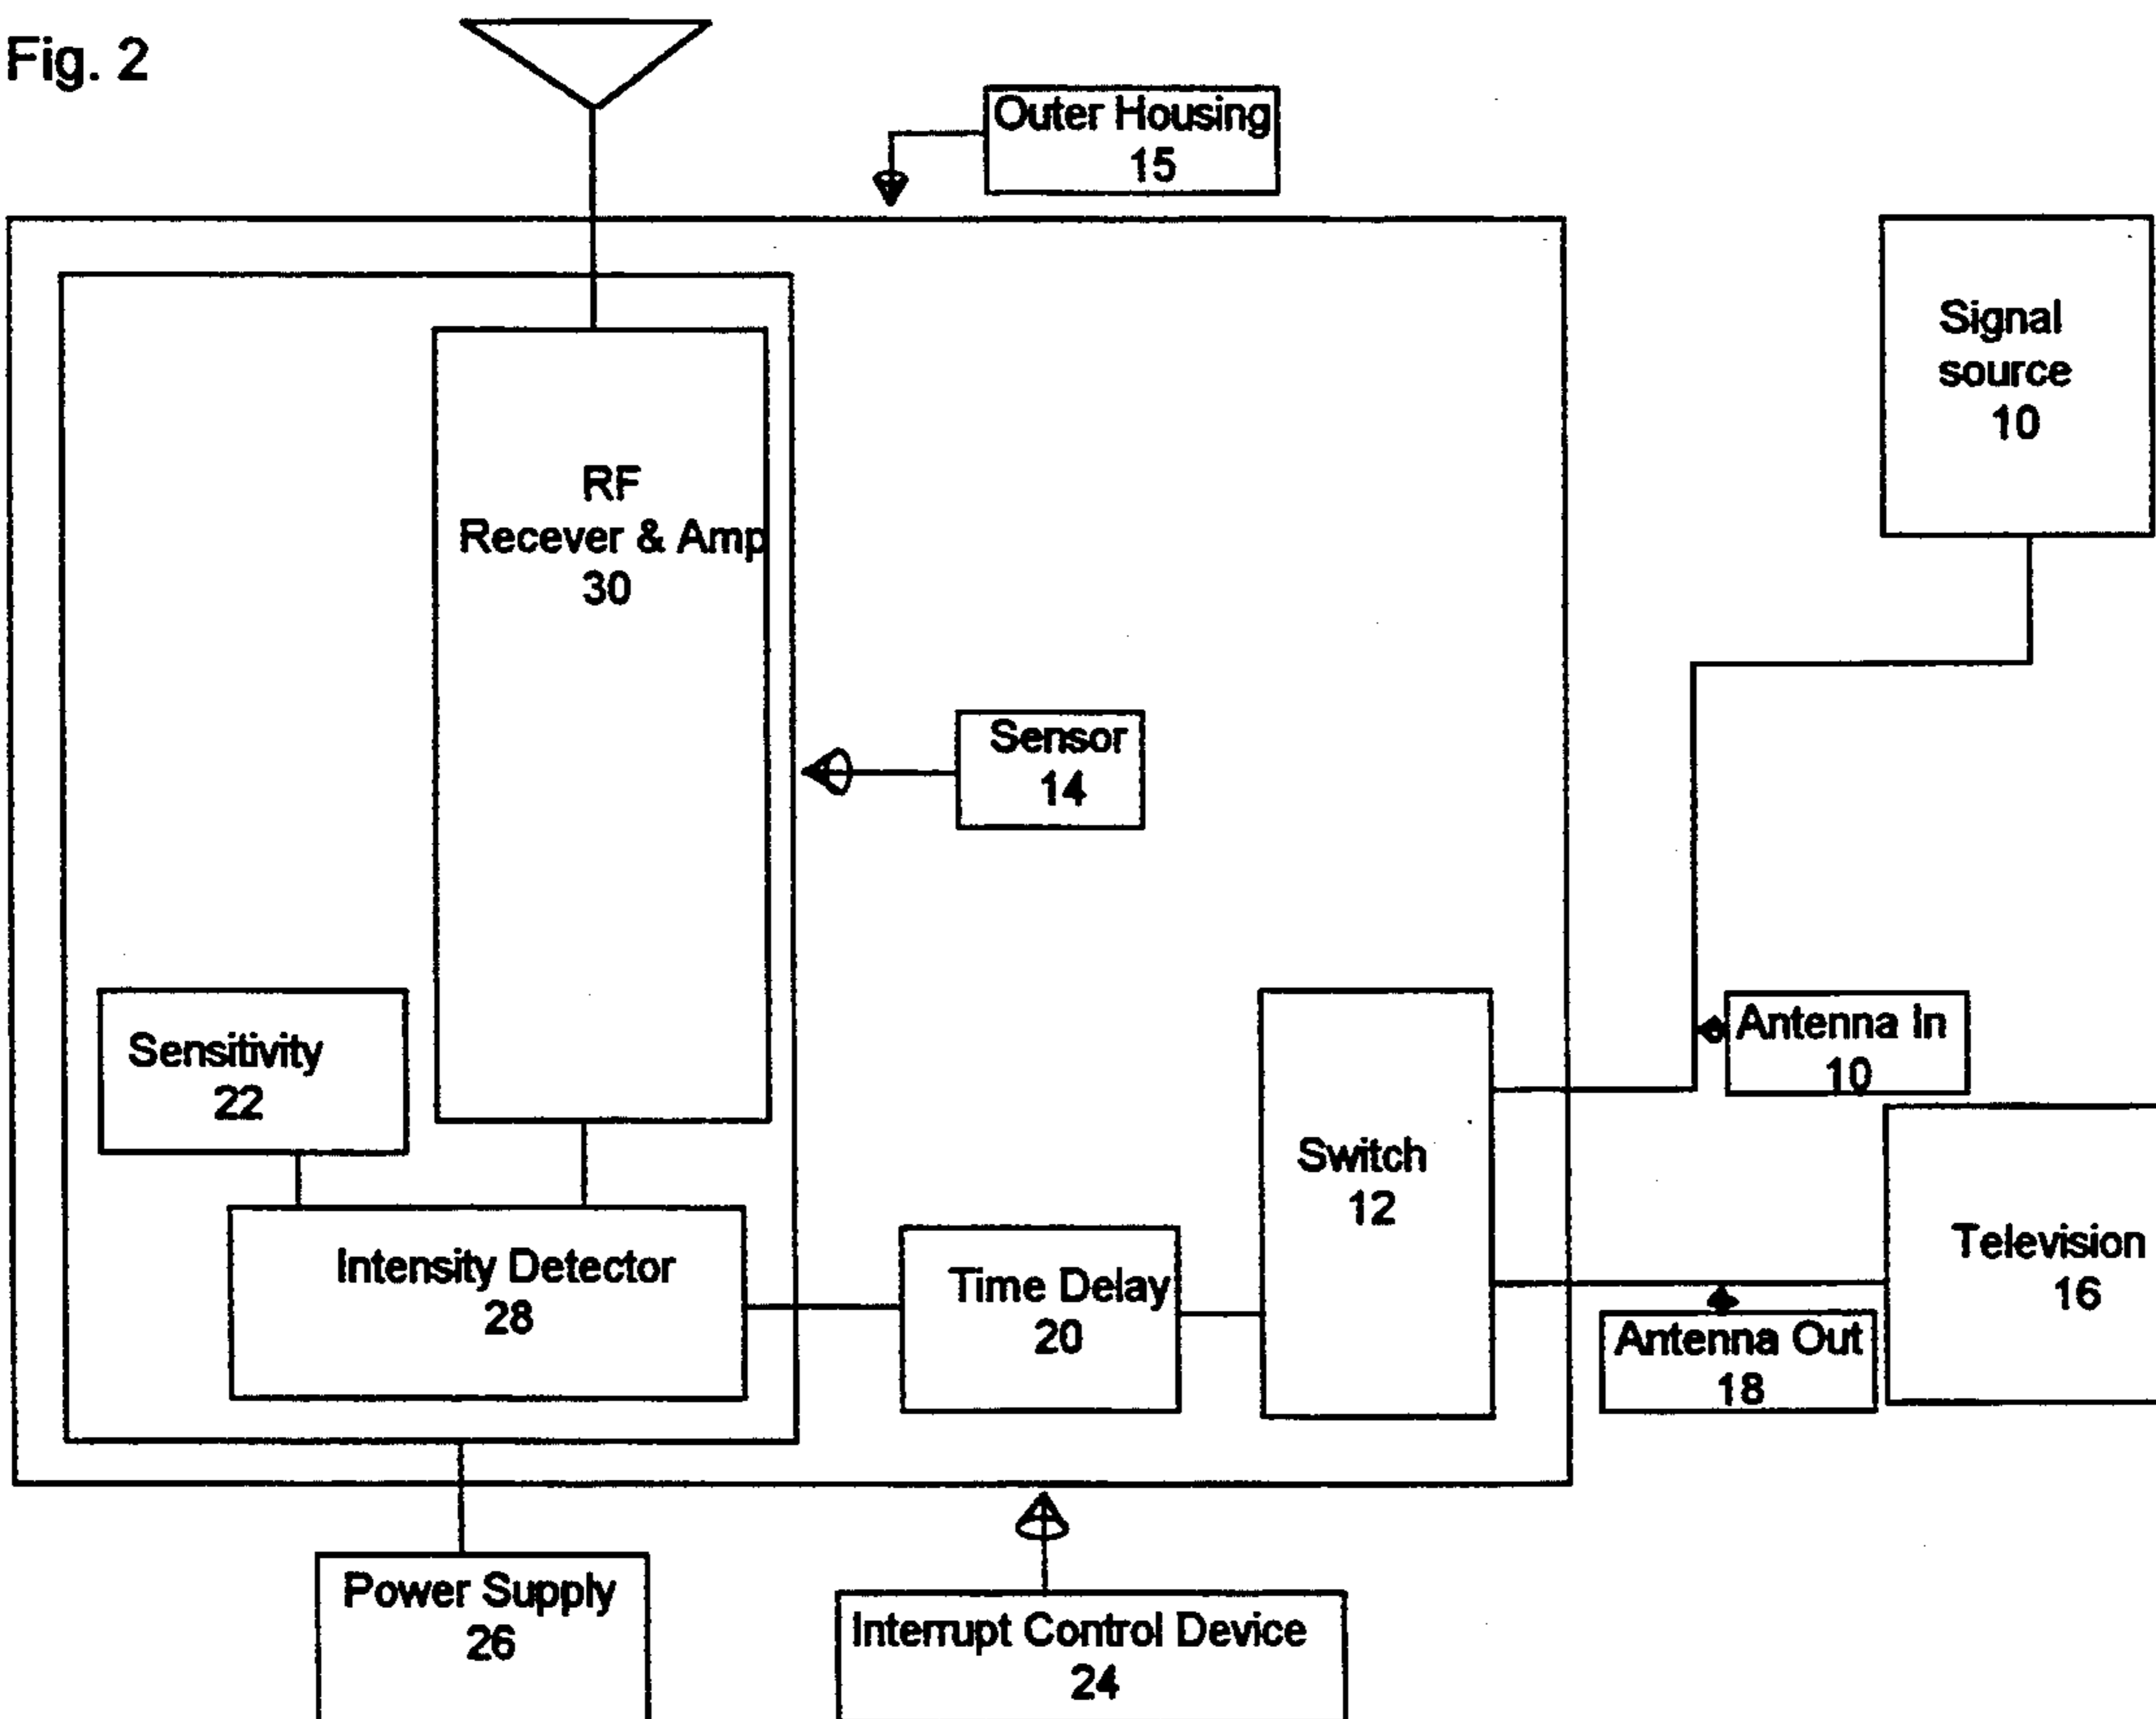 Fig. 2
Outer Housing
15
Signal
source
10
RF
Recever & Amp
30
Sensor
14
Sensitivity
22
Antenna In
10
Switch
12
Intensity Detector
28
Time Delay
20
Television
16
Antenna Out
18
Power Supply
26
Interrupt Control Device
24